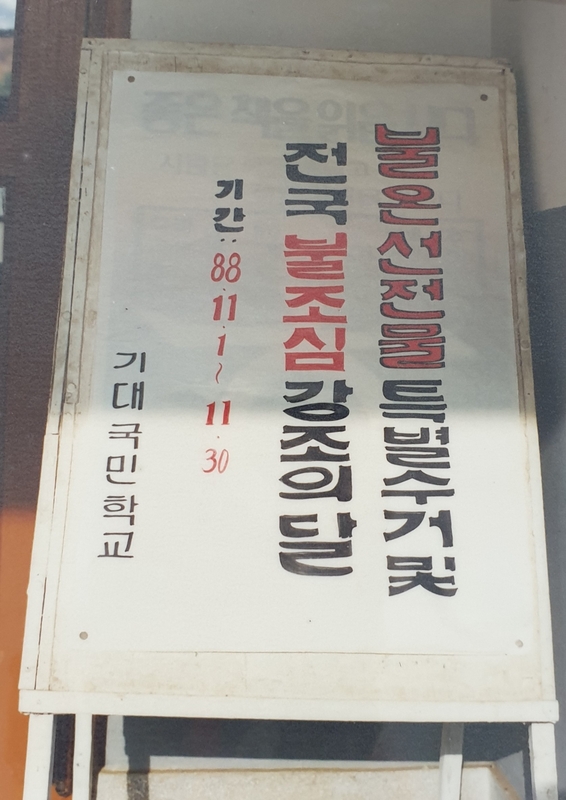 불온선전물 특별수거 및
전국 불조심 강조의 달
기간: 88. 11. 1 ~ 11. 30
기대국민학교